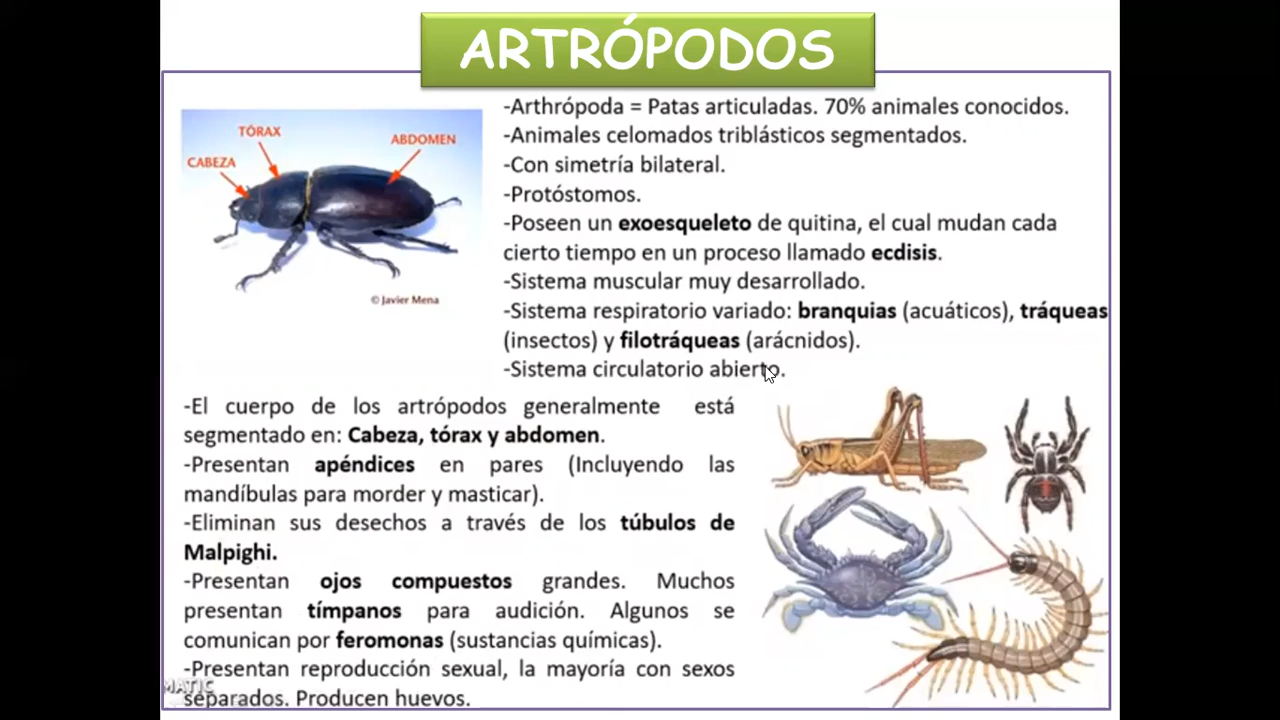 ARTRÓPODOS
TÓRAX
ABDOMEN
CABEZA
© Javier Mena
-Arthrópoda = Patas articuladas. 70% animales conocidos.
-Animales celomados triblásticos segmentados.
-Con simetría bilateral.
-Protóstomos.
-Poseen un exoesqueleto de quitina, el cual mudan cada
cierto tiempo en un proceso llamado ecdisis.
-Sistema muscular muy desarrollado.
-Sistema respiratorio variado: branquias (acuáticos), tráqueas
(insectos) y filotráqueas (arácnidos).
-Sistema circulatorio abierto.
-El cuerpo de los artrópodos generalmente está
segmentado en: Cabeza, tórax y abdomen.
-Presentan apéndices en pares (Incluyendo las
mandíbulas para morder y masticar).
-Eliminan sus desechos a través de los túbulos de
Malpighi.
-Presentan ojos compuestos grandes. Muchos
presentan tímpanos para audición. Algunos se
comunican por feromonas (sustancias químicas).
-Presentan reproducción sexual, la mayoría con sexos
separados. Producen huevos.
MATIC